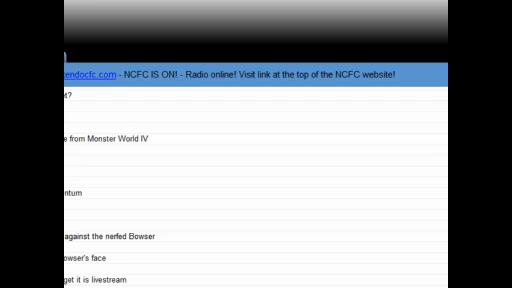 endocfc.com - NCFC IS ON! - Radio online! Visit link at the top of the NCFC website!
t?
e from Monster World IV
ntum
against the nerfed Bowser
owser's face
get it is livestream